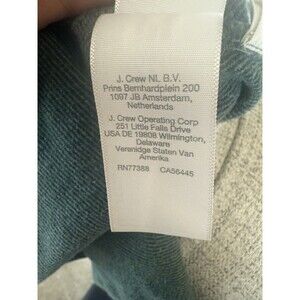 J. Crew NL B.V.
Prins Bernhardplein 200
1097 JB Amsterdam,
Netherlands
J. Crew Operating Corp
251 Little Falls Drive
USA DE 19808 Wilmington,
Delaware
Verenidge Staten Van
Amerika
RN77388 CA56445